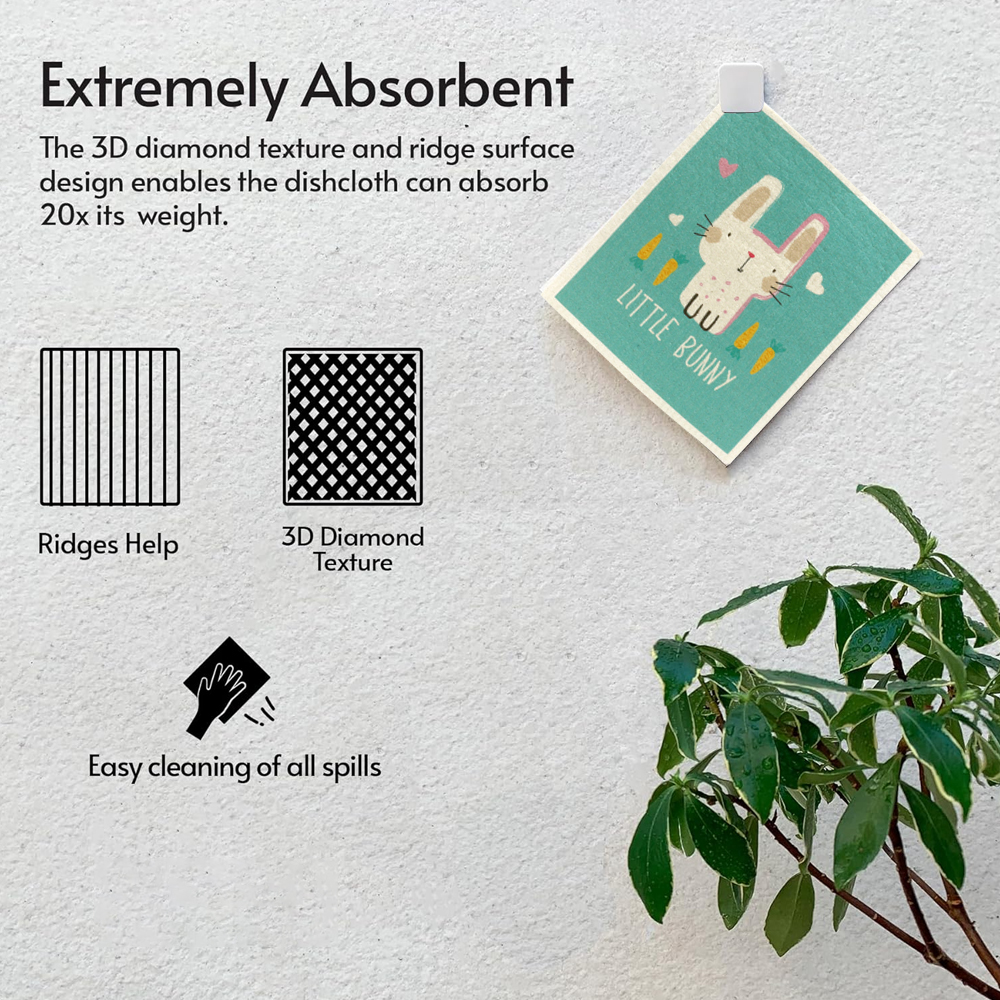 Extremely Absorbent
The 3D diamond texture and ridge surface
design enables the dishcloth can absorb
20x its weight.
LITTLE BUNNY
Ridges Help
3D Diamond
Texture
Easy cleaning of all spills